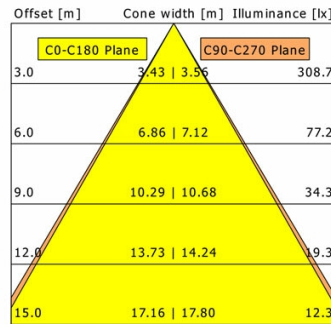 Offset [m] Cone width [m] Illuminance [lx]
C0-C180 Plane C90-C270 Plane
3.0 3.43 | 3.56 308.7
6.0 6.86 | 7.12 77.2
9.0 10.29 | 10.68 34.3
12.0 13.73 | 14.24 19.3
15.0 17.16 | 17.80 12.3